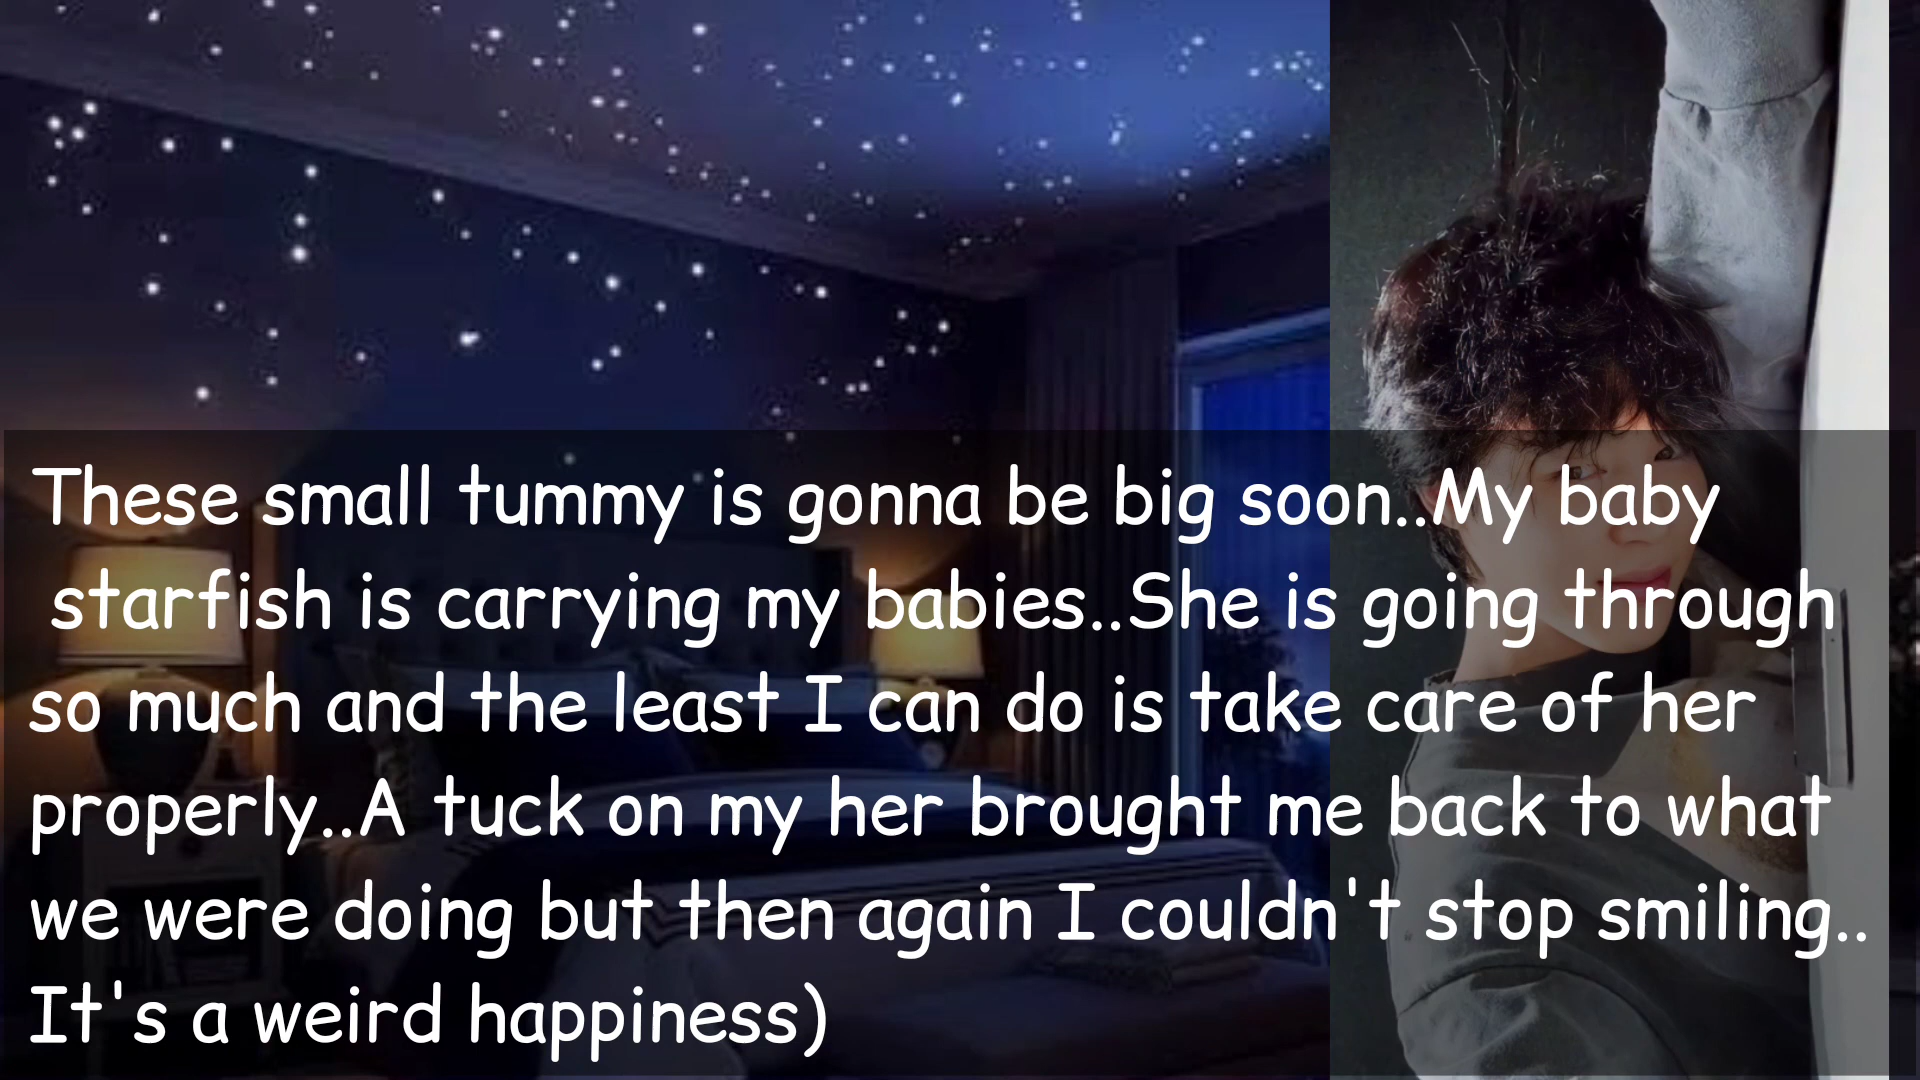 These small tummy is gonna be big soon..My baby
starfish is carrying my babies..She is going through
so much and the least I can do is take care of her
properly..A tuck on my her brought me back to what
we were doing but then again I couldn't stop smiling..
It's a weird happiness)